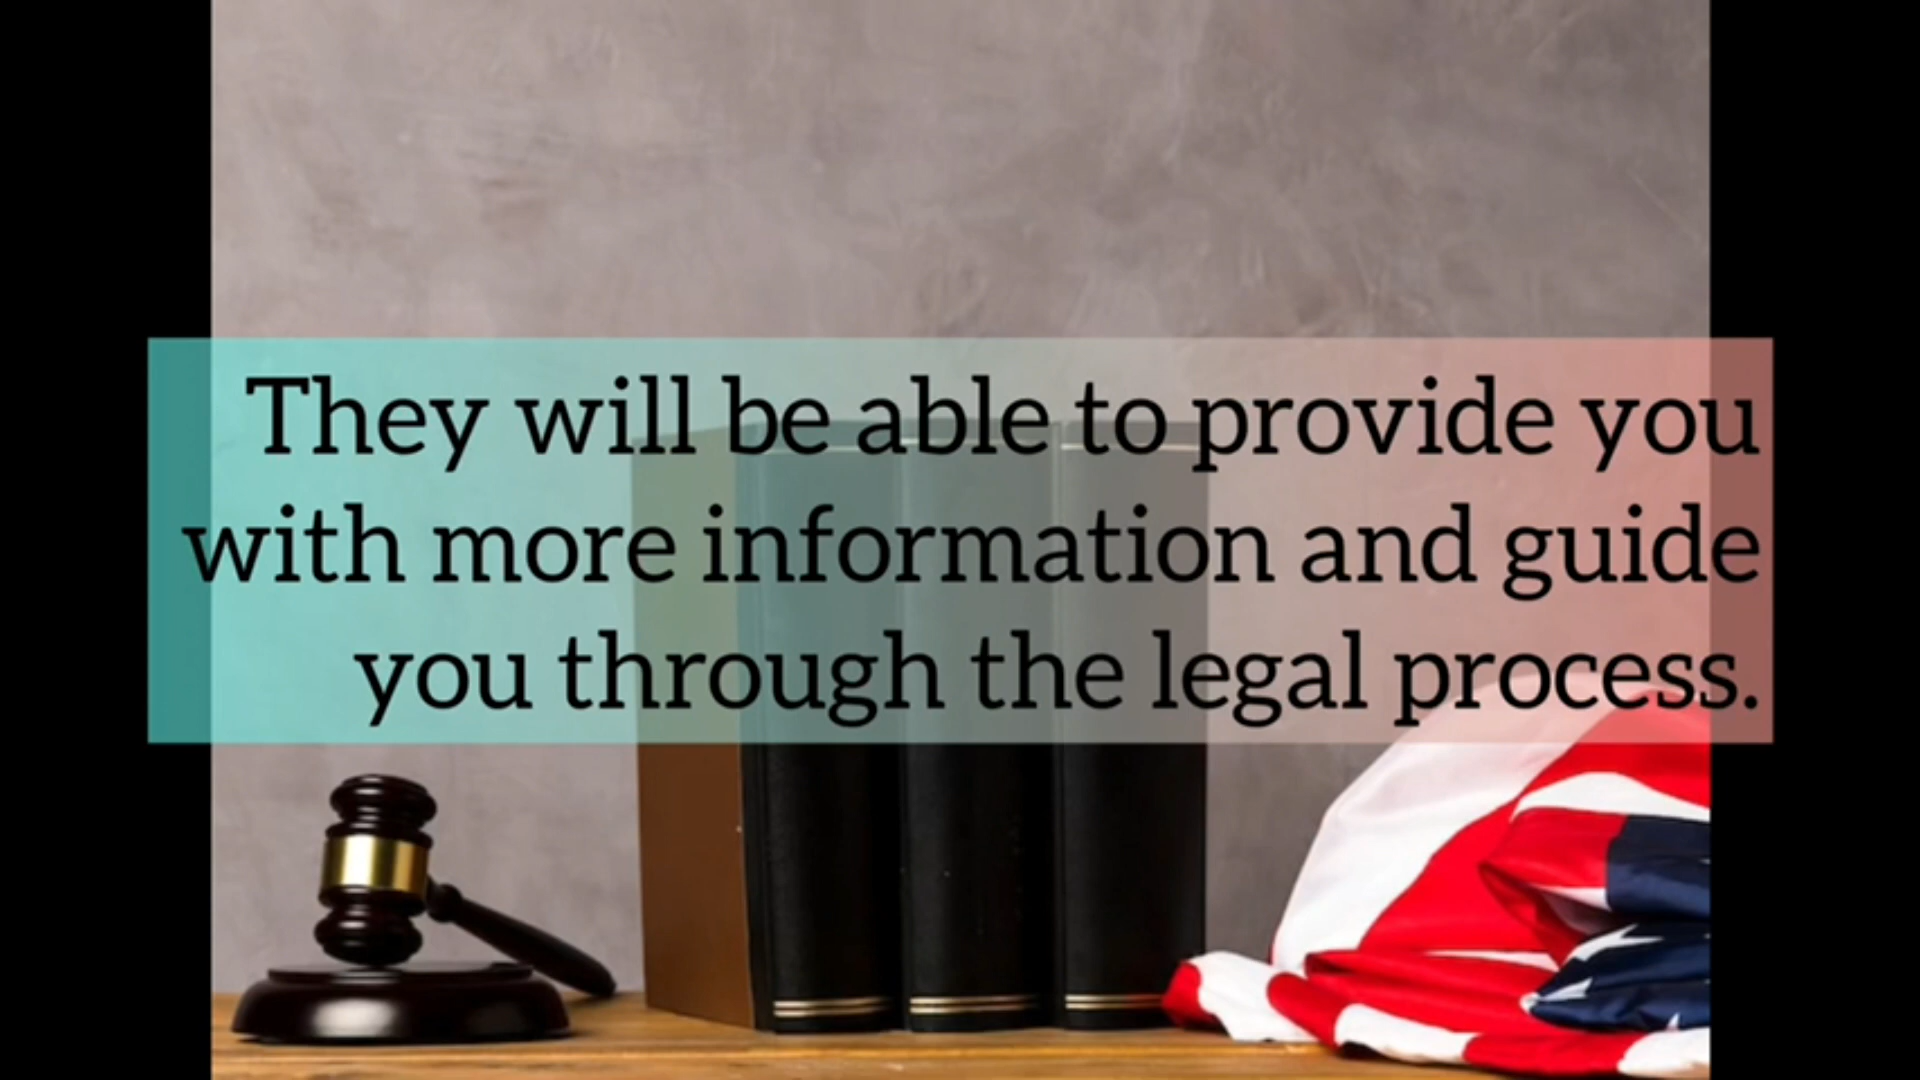 They will be able to provide you
with more information and guide
you through the legal process.